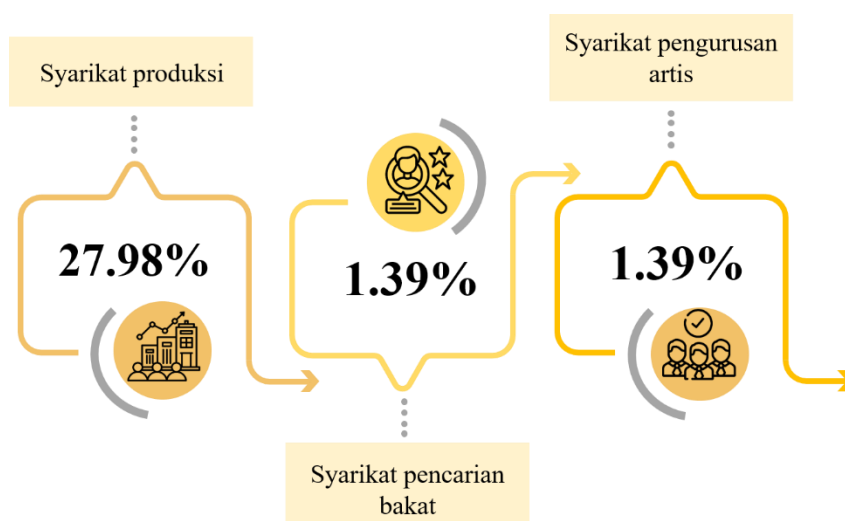 Syarikat produksi
27.98%
Syarikat pencarian
bakat
1.39%
Syarikat pengurusan
artis
1.39%